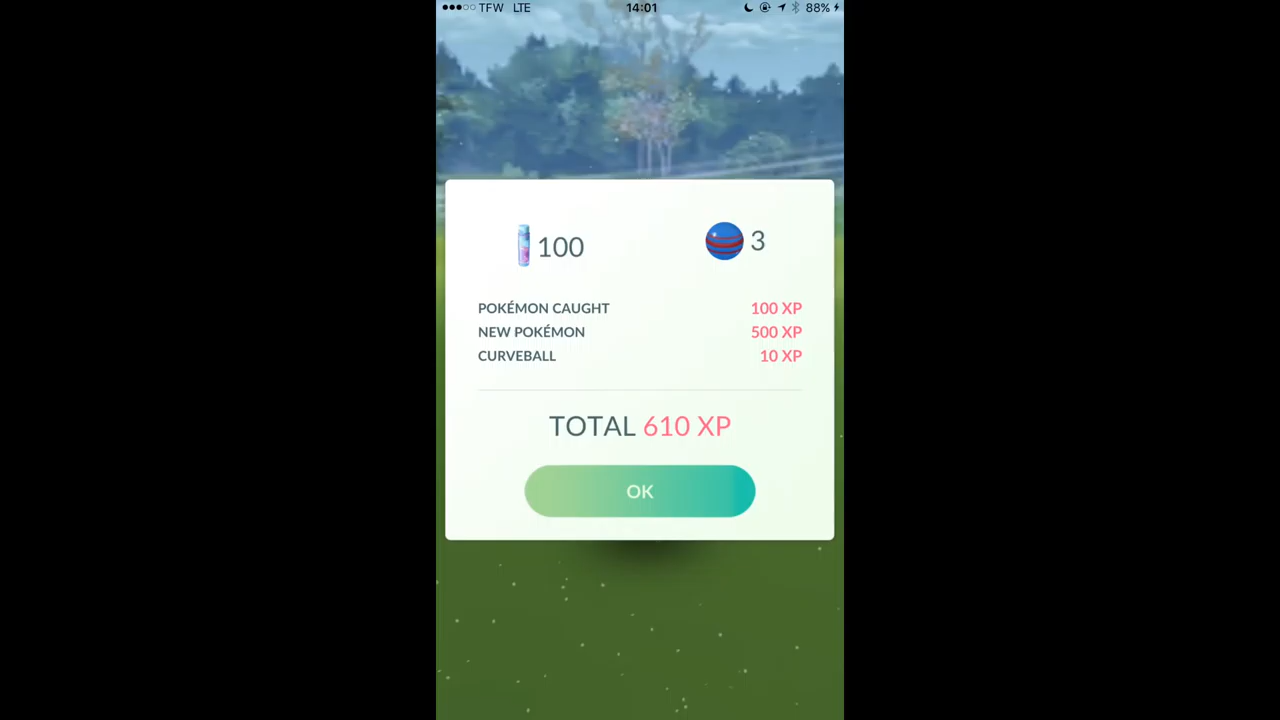 TFW LTE 14:01 88%
100 3
POKÉMON CAUGHT 100 XP
NEW POKÉMON 500 XP
CURVEBALL 10 XP
TOTAL 610 XP
OK